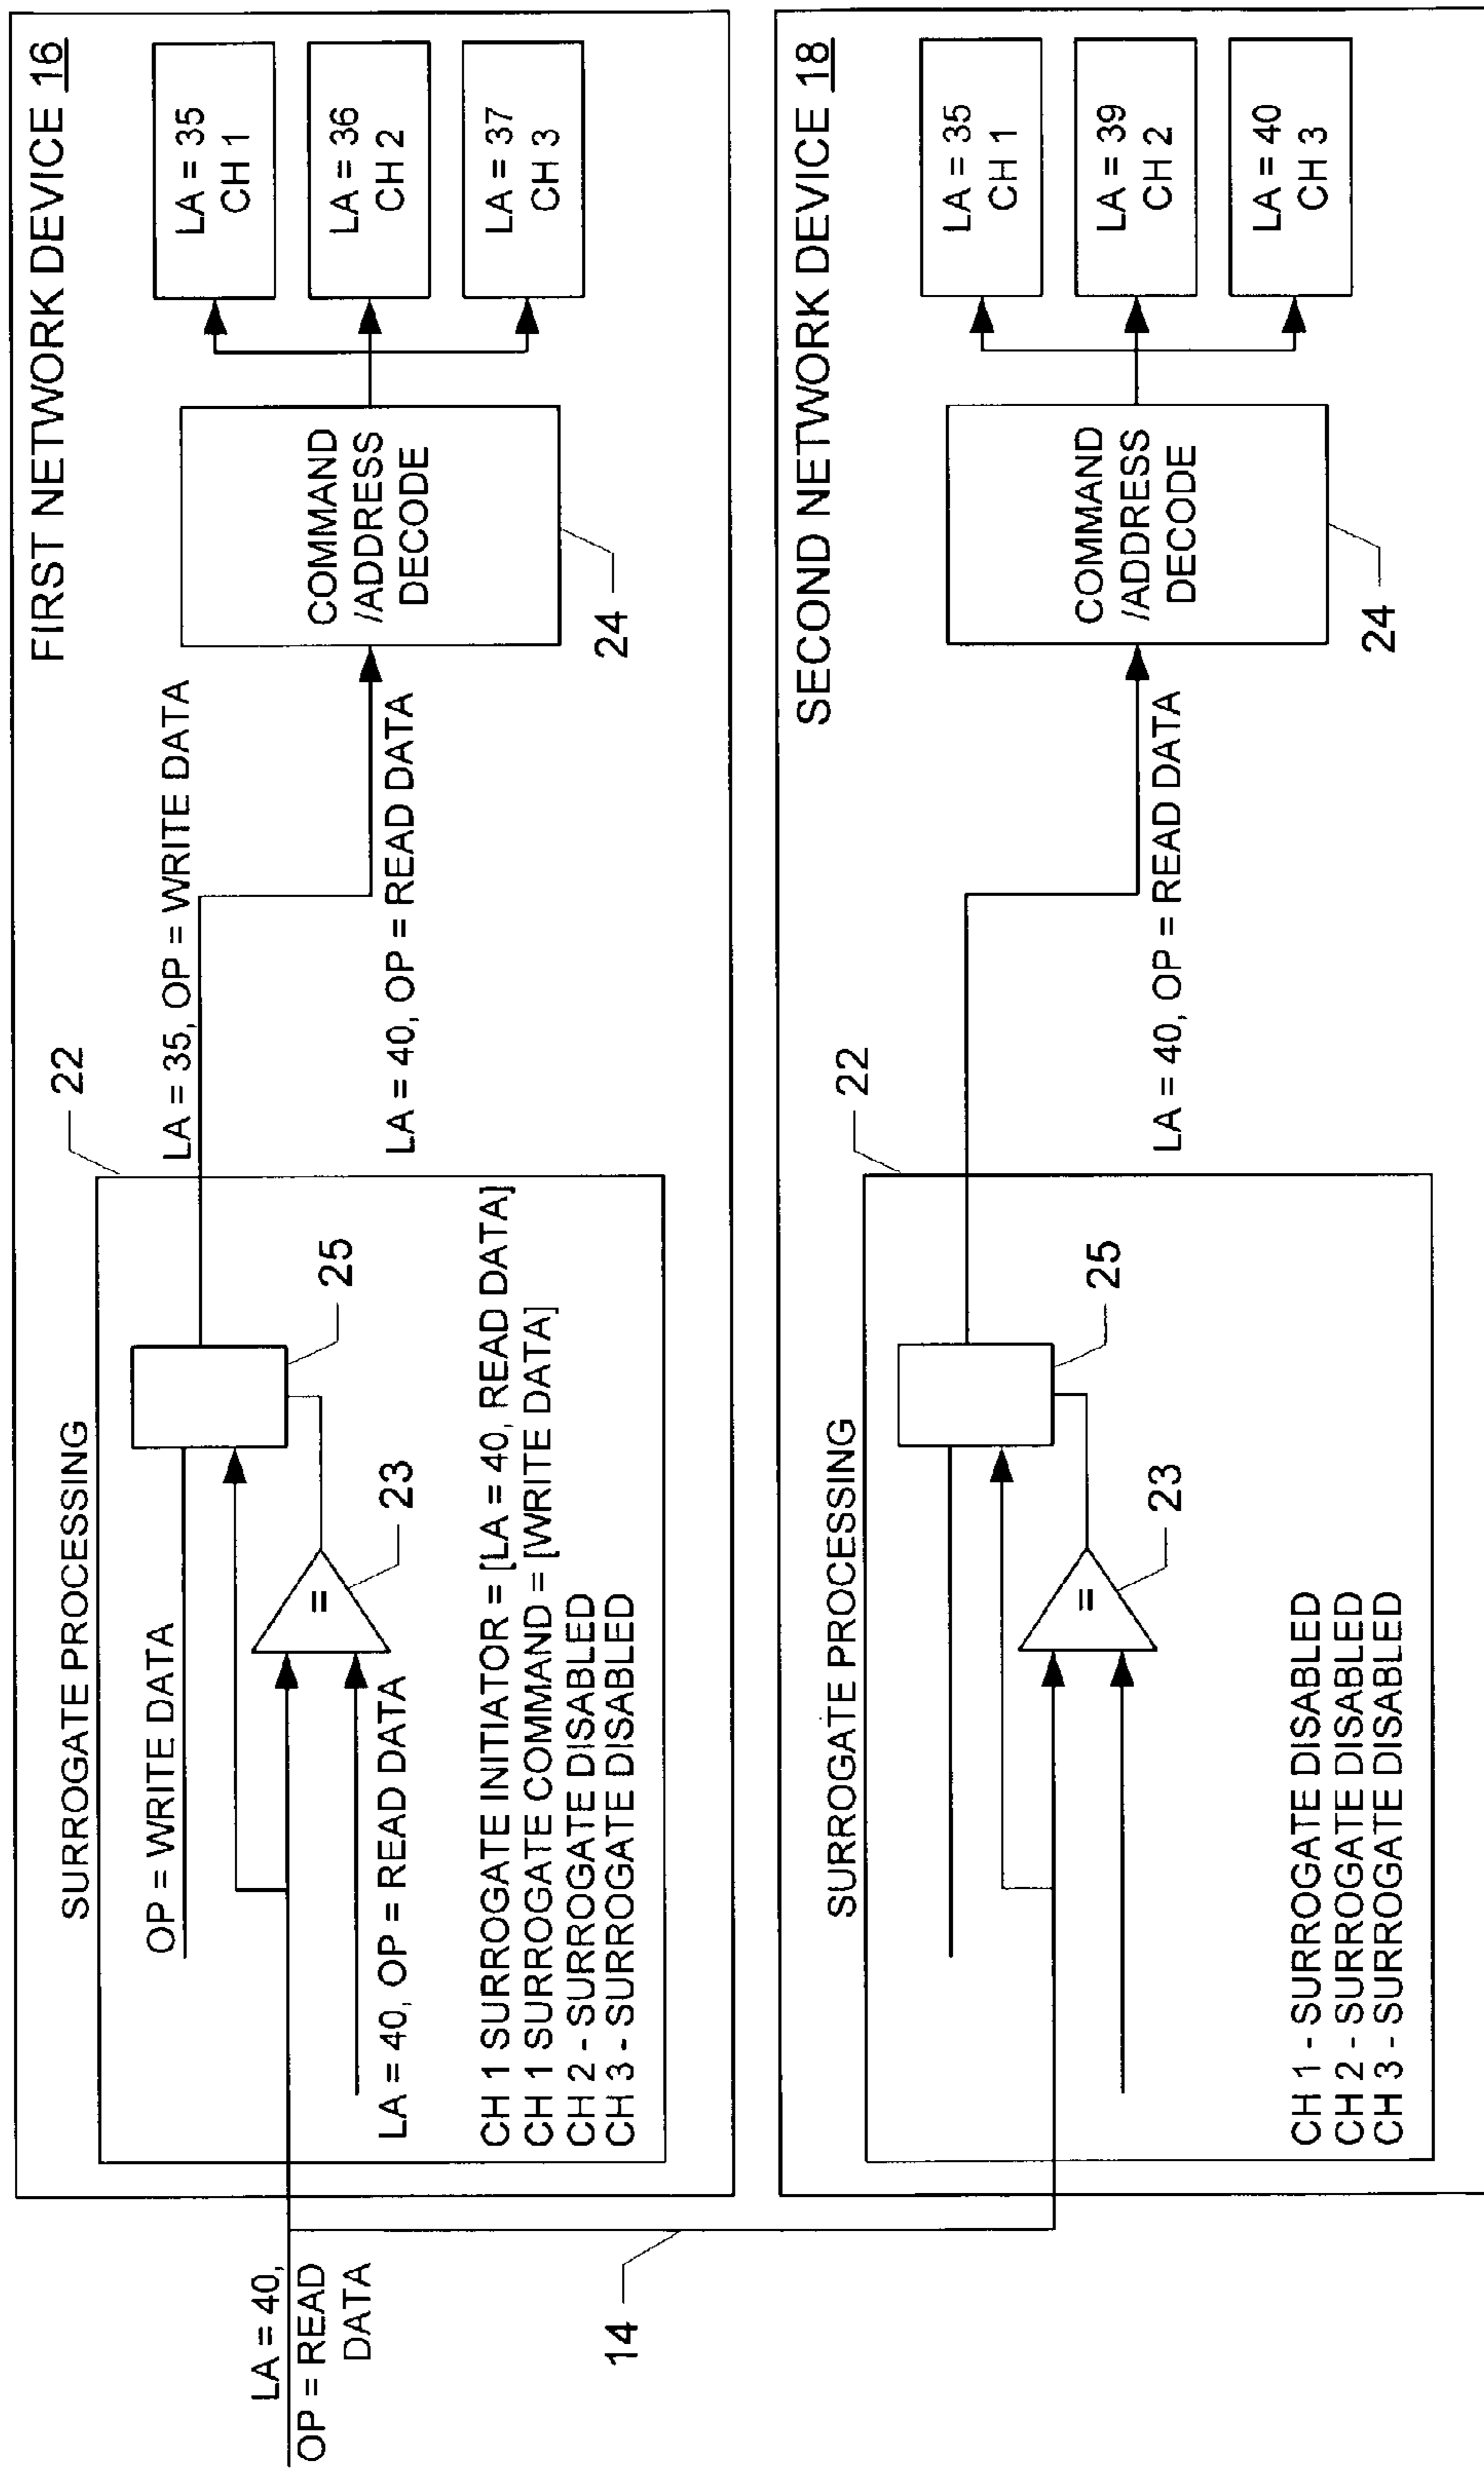 FIRST NETWORK DEVICE 16
SURROGATE PROCESSING
22
OP = WRITE DATA
25
=
23
LA = 40, OP = READ DATA
CH 1 SURROGATE INITIATOR = [LA = 40, READ DATA]
CH 1 SURROGATE COMMAND = [WRITE DATA]
CH 2 - SURROGATE DISABLED
CH 3 - SURROGATE DISABLED
LA = 40,
OP = READ
DATA
14
LA = 35, OP = WRITE DATA
LA = 40, OP = READ DATA
COMMAND
/ADDRESS
DECODE
24
LA = 35
CH 1
LA = 36
CH 2
LA = 37
CH 3
SECOND NETWORK DEVICE 18
SURROGATE PROCESSING
22
25
=
23
CH 1 - SURROGATE DISABLED
CH 2 - SURROGATE DISABLED
CH 3 - SURROGATE DISABLED
LA = 40, OP = READ DATA
COMMAND
/ADDRESS
DECODE
24
LA = 35
CH 1
LA = 39
CH 2
LA = 40
CH 3